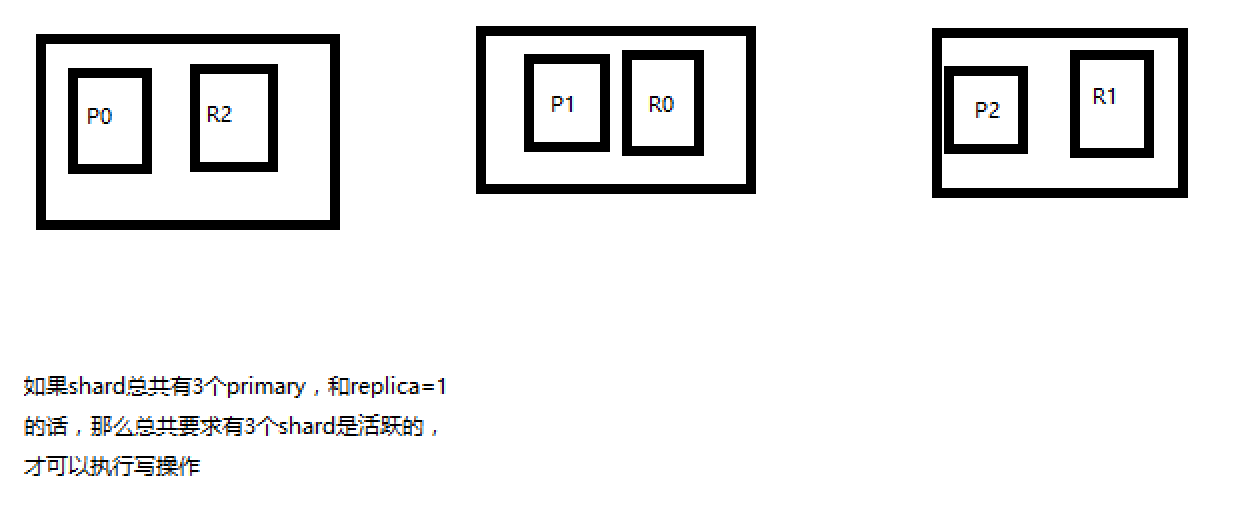 P0 R2 P1 R0 P2 R1
如果shard总共有3个primary，和replica=1
的话，那么总共要求有3个shard是活跃的，
才可以执行写操作